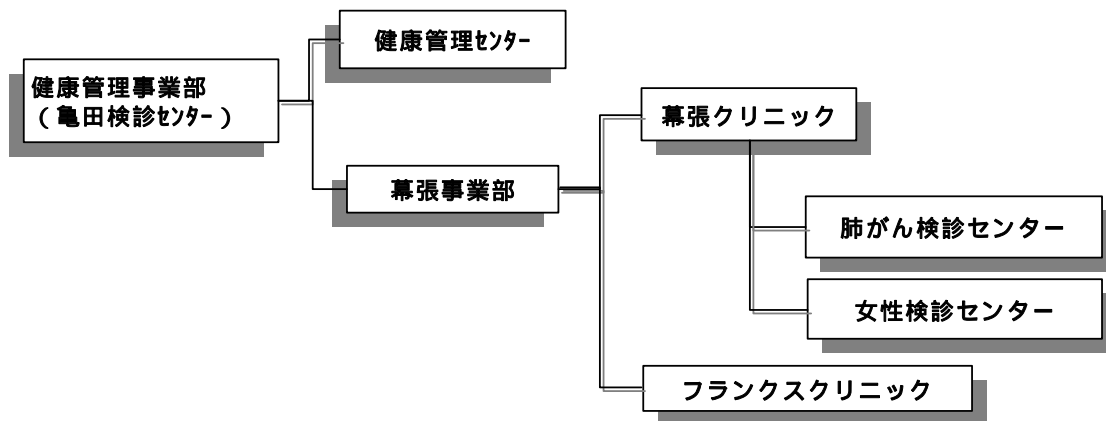 健康管理ｾﾝﾀｰ
健康管理事業部
（亀田検診ｾﾝﾀｰ）
幕張クリニック
幕張事業部
肺がん検診センター
女性検診センター
フランクスクリニック